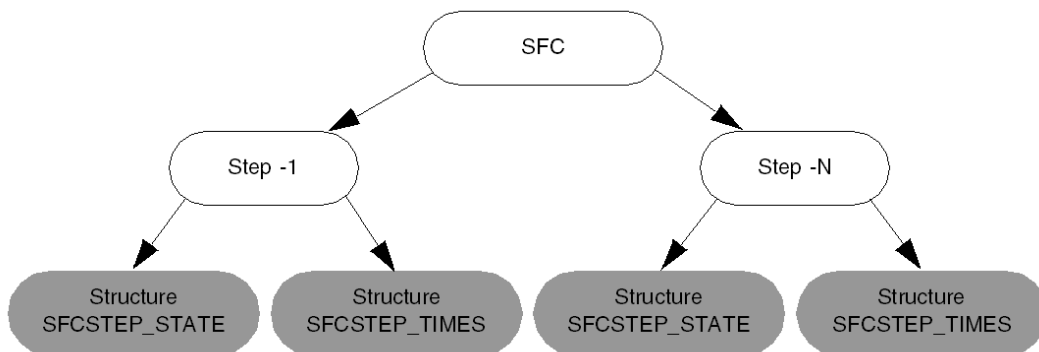 SFC
Step -1
Step -N
Structure
SFCSTEP_STATE
Structure
SFCSTEP_TIMES
Structure
SFCSTEP_STATE
Structure
SFCSTEP_TIMES